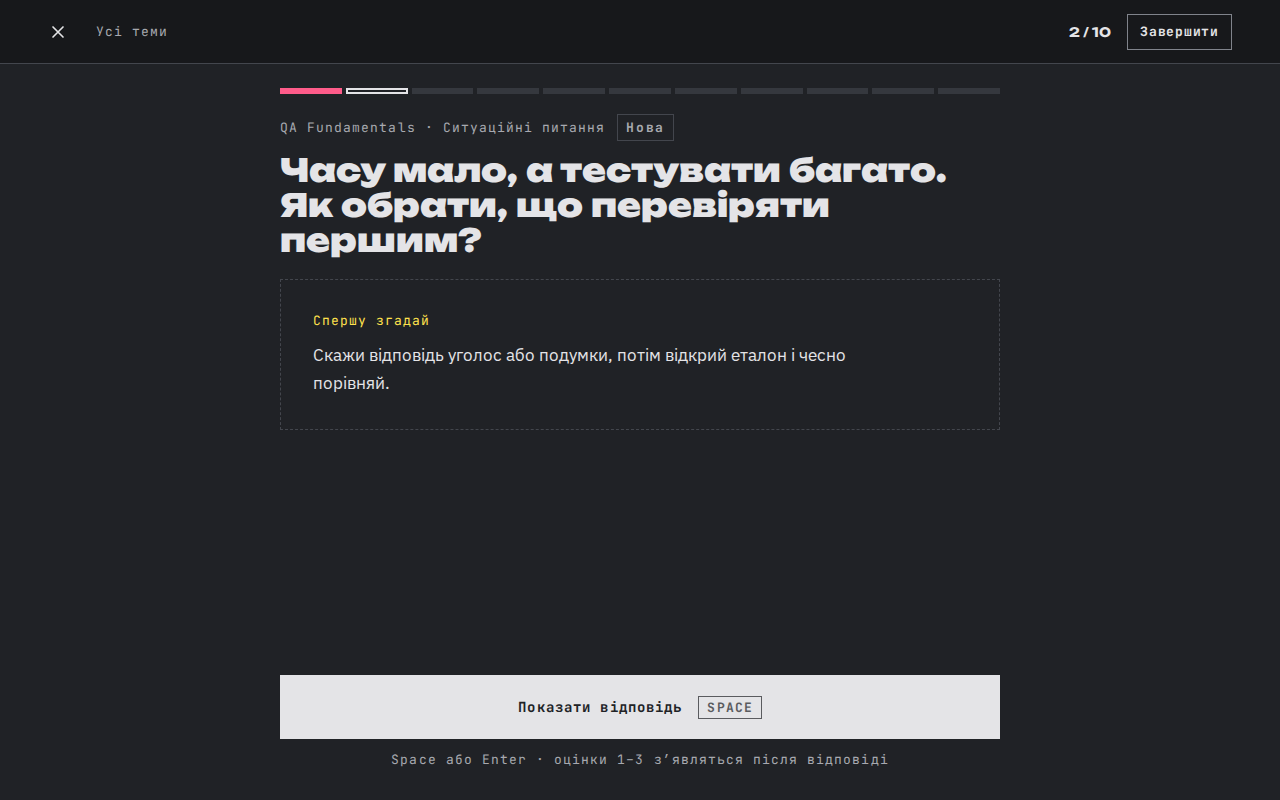 Усі теми
2/10
Завершити
QA Fundamentals · Ситуаційні питання
Нова
Часу мало, а тестувати багато.
Як обрати, що перевіряти
першим?
Спершу згадай
Скажи відповідь уголос або подумки, потім відкрий еталон і чесно
порівняй.
Показати відповідь SPACE
Space або Enter · оцінки 1–3 зʼявляться після відповіді